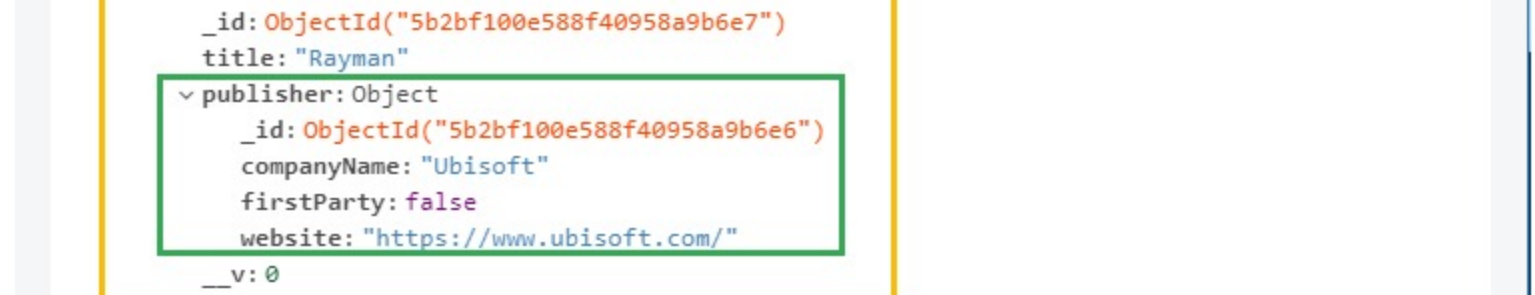 _id: ObjectId("5b2bf100e588f40958a9b6e7")
title: "Rayman"
publisher: Object
_id: ObjectId("5b2bf100e588f40958a9b6e6")
companyName: "Ubisoft"
firstParty: false
website: "https://www.ubisoft.com/"
__v: 0